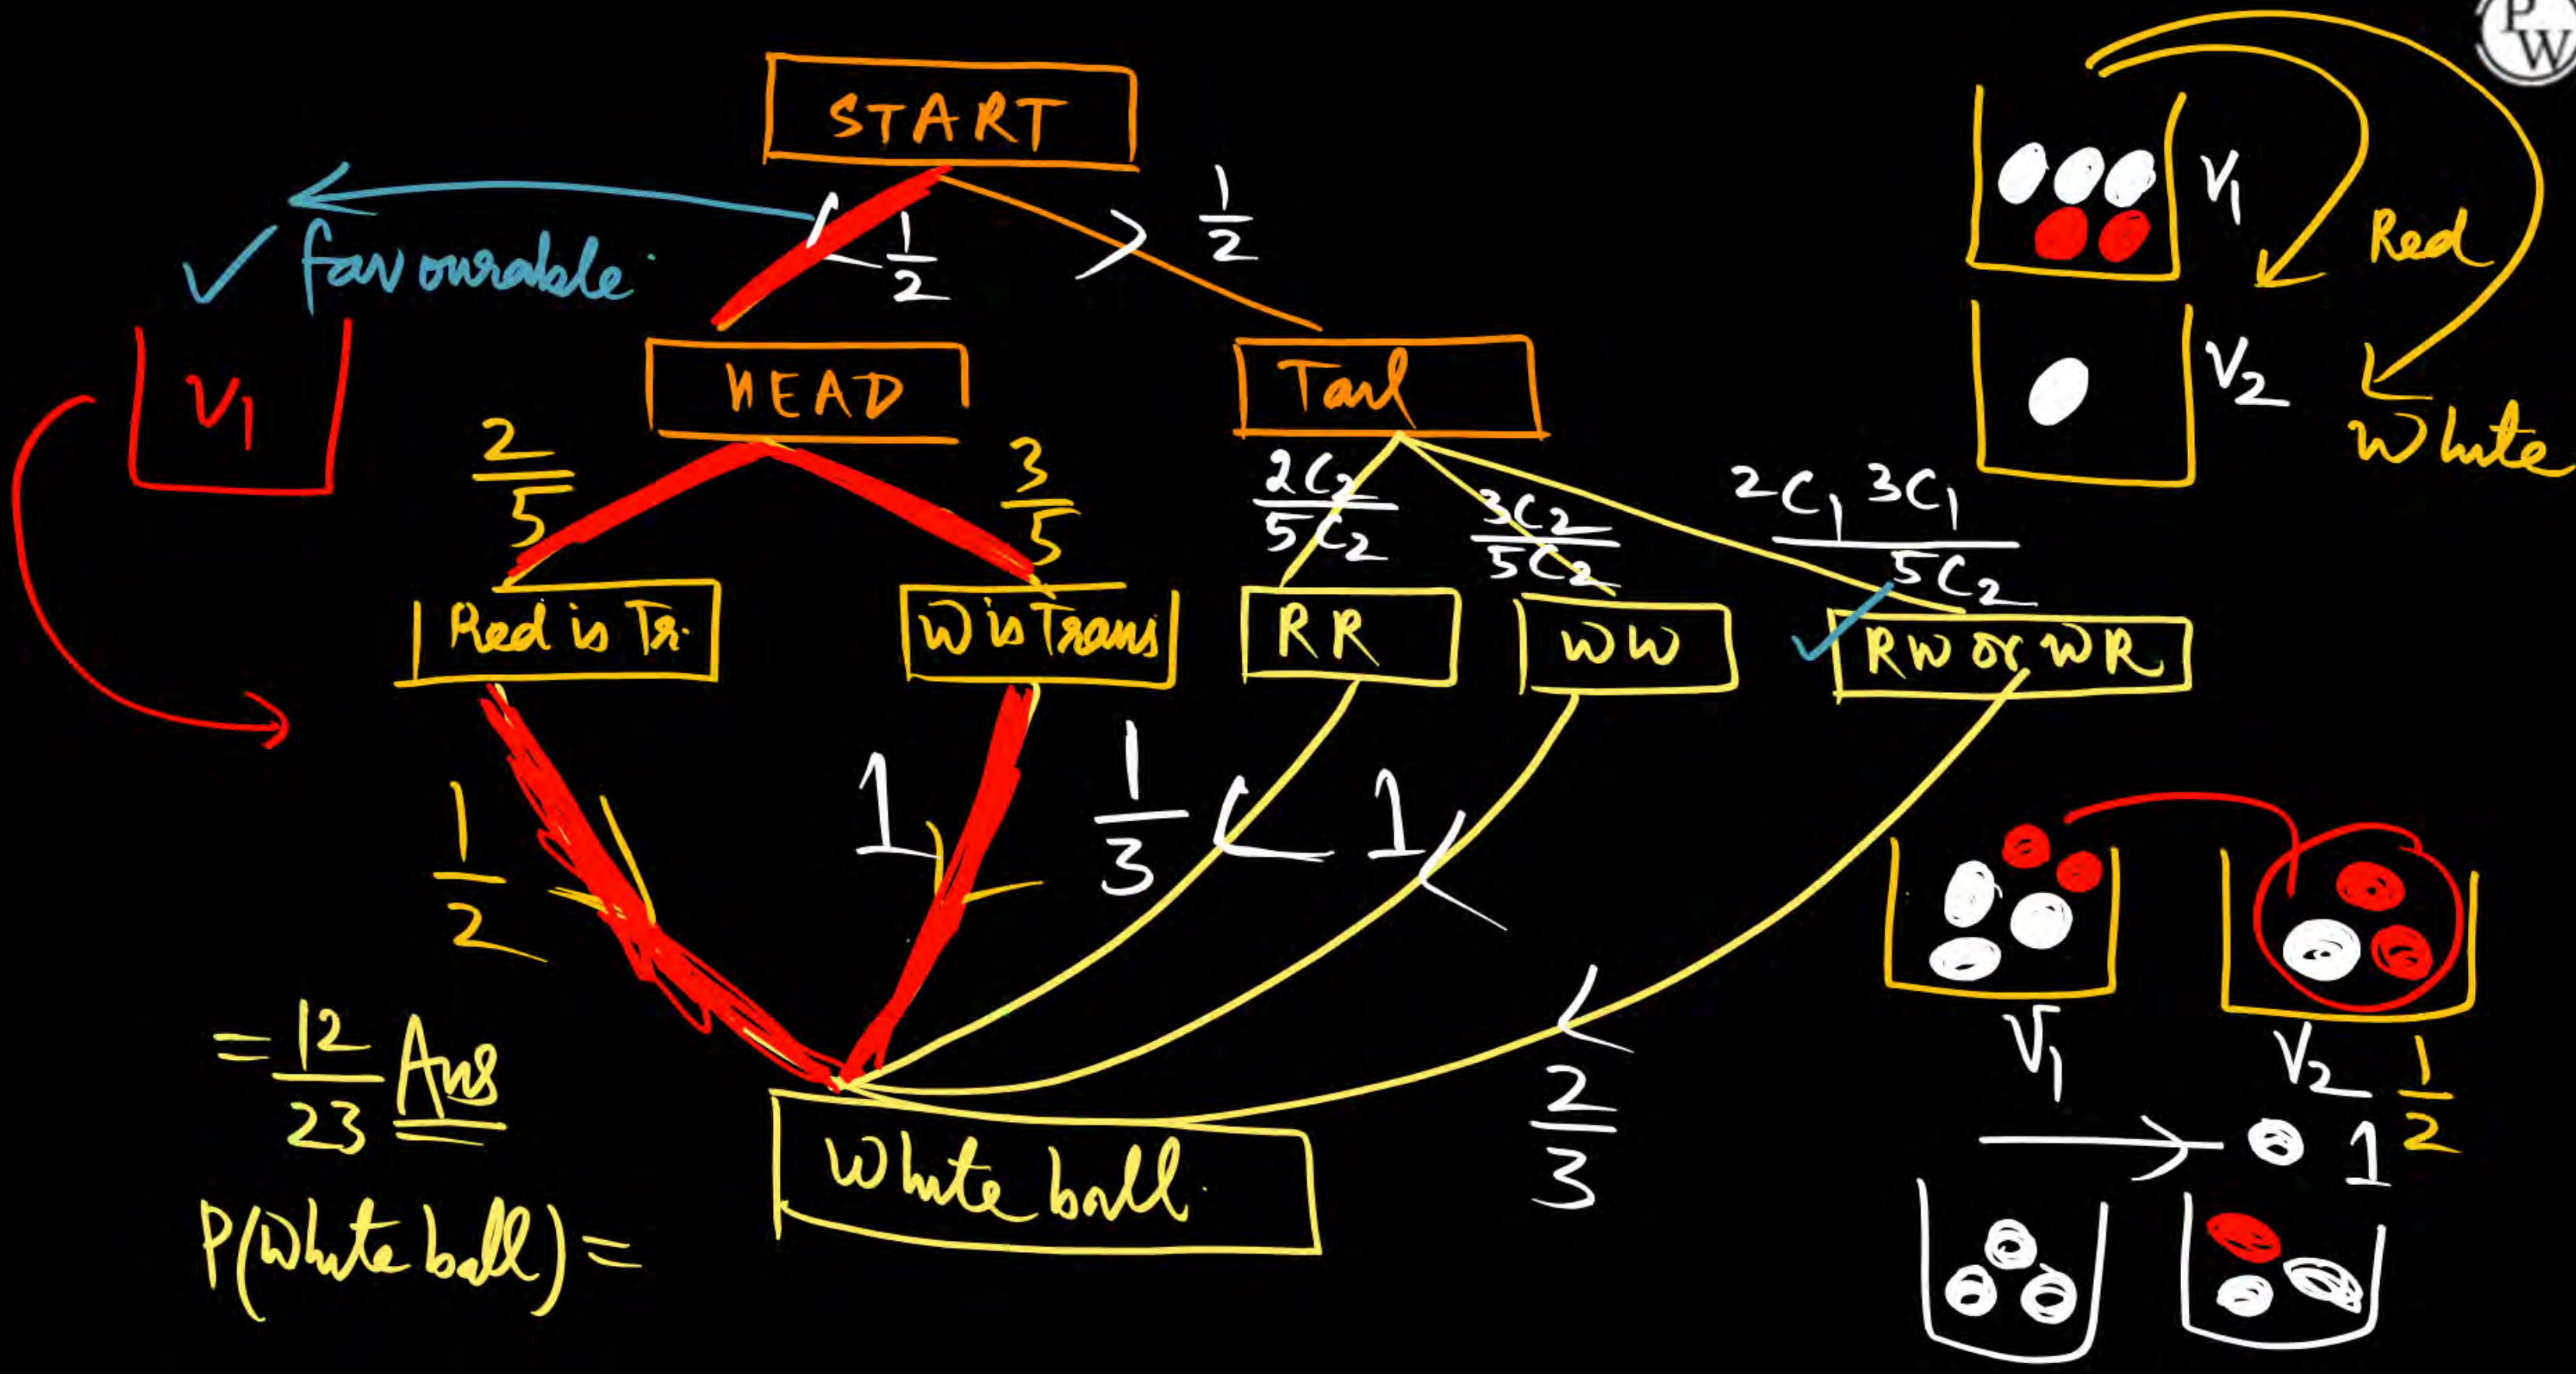 P
W
START
1/2
1/2
V1
Red
✓ favourable
HEAD
Tail
V2
White
V1
2/5
3/5
2C2/5C2
3C2/5C2
2C1 3C1/5C2
Red is Tr.
W is Trans
RR
WW
RW or WR
1/2
1
1/3
1
2/3
= 12/23 Ans
V1
V2
1/2
1
White ball.
P(White ball) =